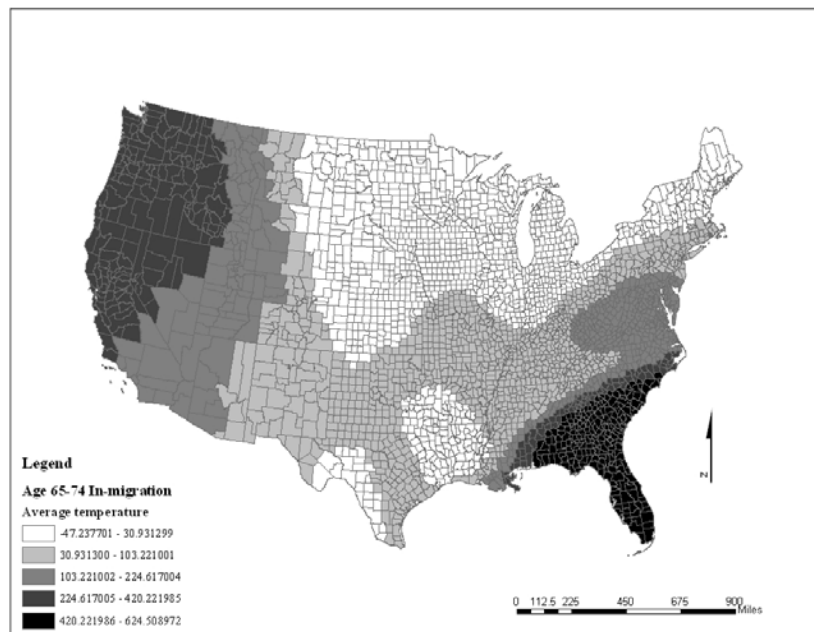 Legend
Age 65-74 In-migration
Average temperature
-47.237701 - 30.931299
30.931300 - 103.221001
103.221002 - 224.617004
224.617005 - 420.221985
420.221986 - 624.508972
N
0 112.5 225 450 675 900
Miles